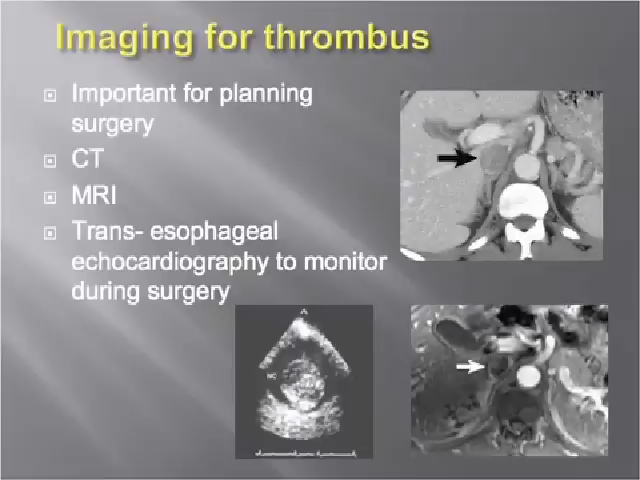 Imaging for thrombus
Important for planning
surgery
CT
MRI
Trans- esophageal
echocardiography to monitor
during surgery